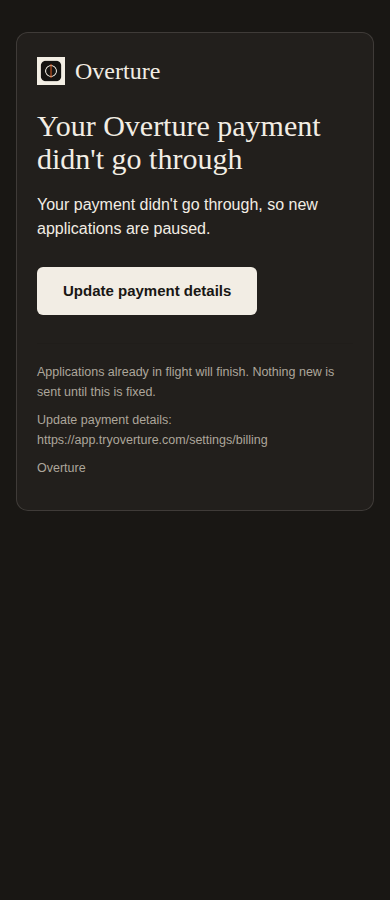 Overture
Your Overture payment
didn't go through
Your payment didn't go through, so new
applications are paused.
Update payment details
Applications already in flight will finish. Nothing new is
sent until this is fixed.
Update payment details:
https://app.tryoverture.com/settings/billing
Overture